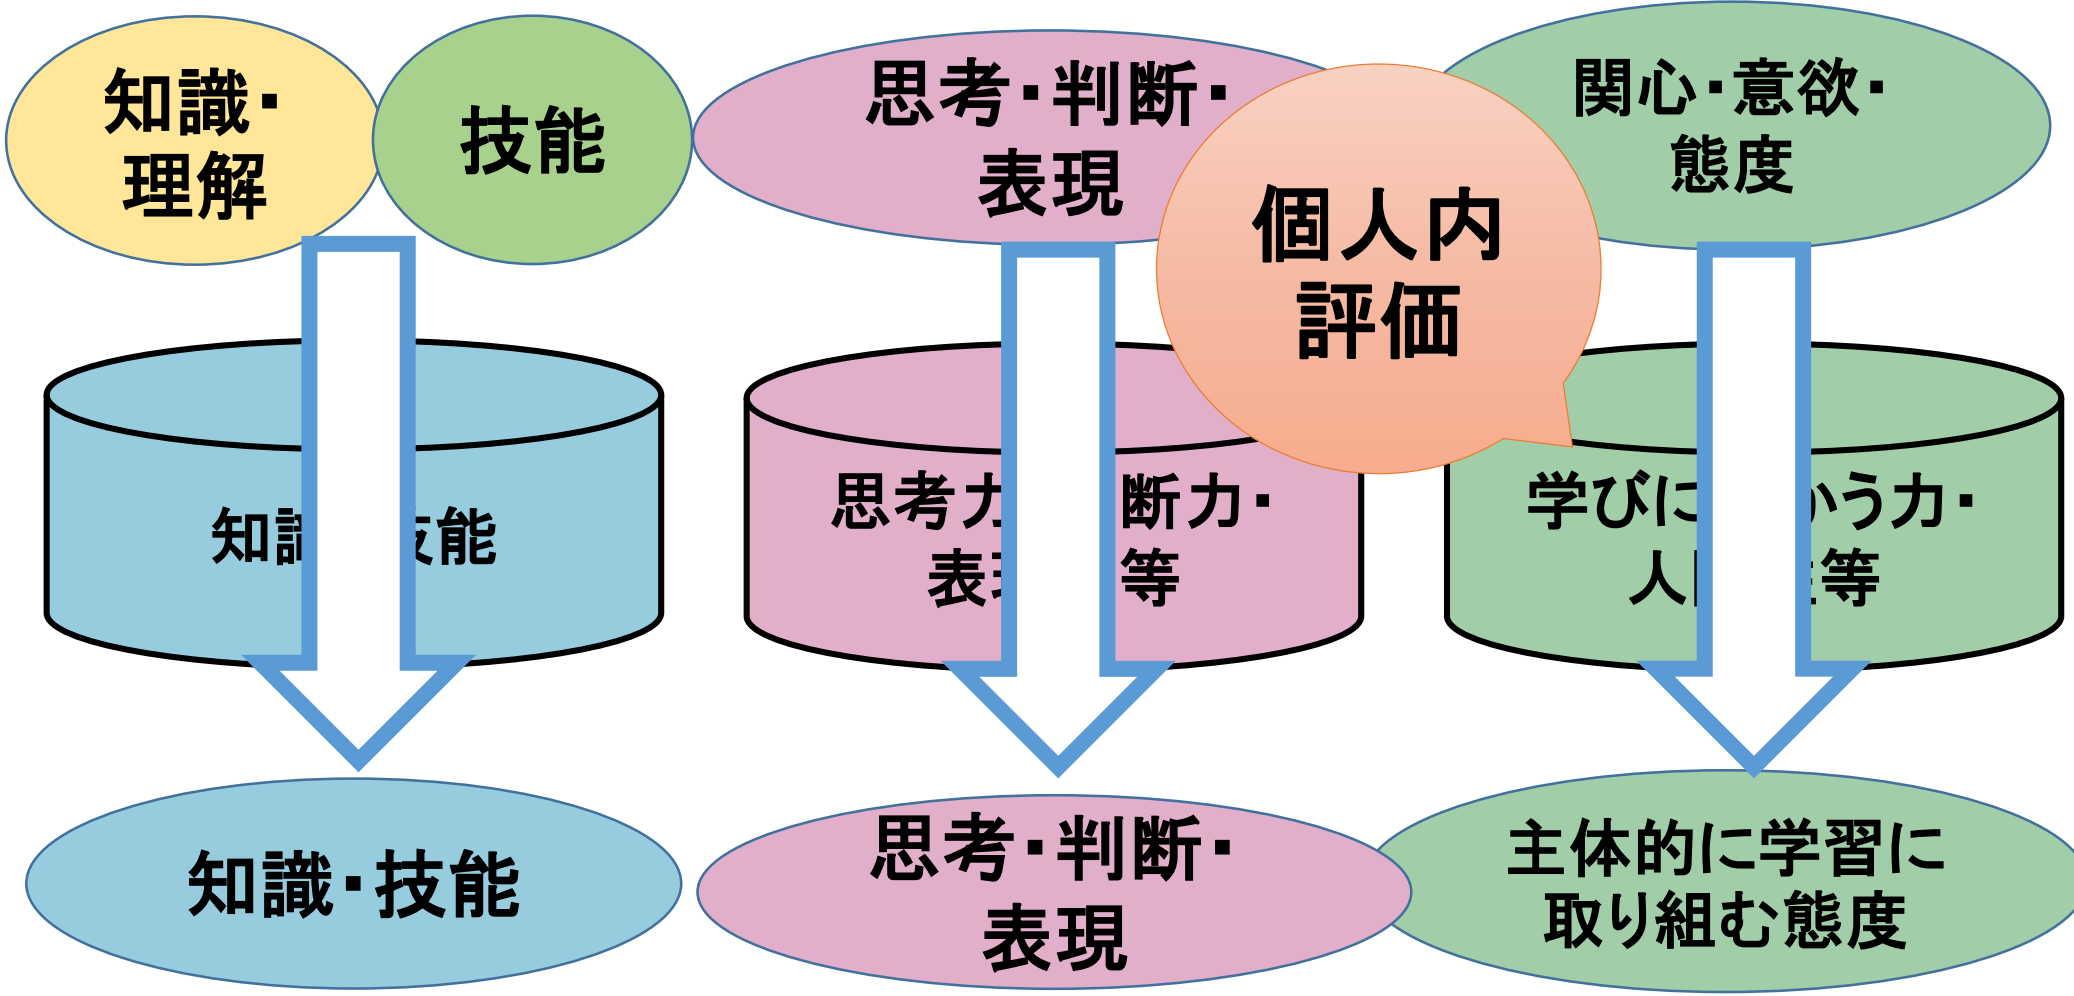 知識・
理解
技能
思考・判断・
表現
関心・意欲・
態度
個人内
評価
知識 技能
思考力 断力・
表 等
学びに かう力・
人 等
知識・技能
思考・判断・
表現
主体的に学習に
取り組む態度